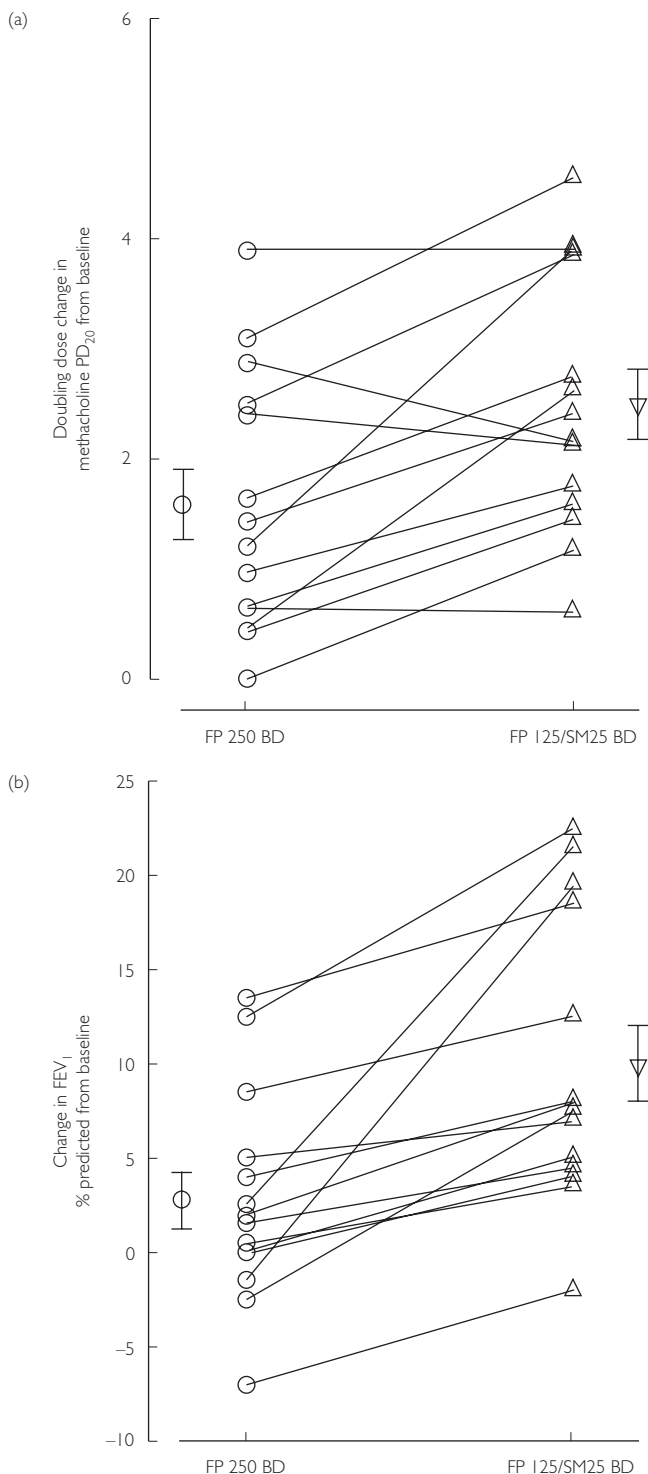 (a)
6
4
2
0
Doubling dose change in
methacholine PD20 from baseline
FP 250 BD
FP 125/SM25 BD
(b)
25
20
15
10
5
0
–5
–10
Change in FEV1
% predicted from baseline
FP 250 BD
FP 125/SM25 BD